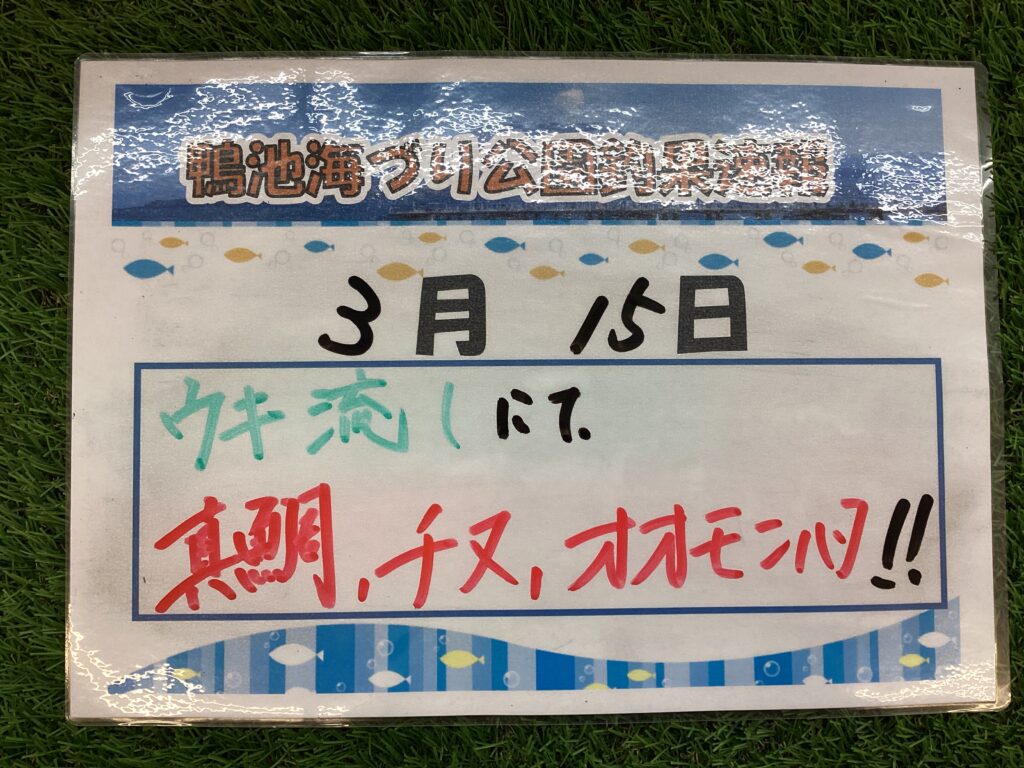 鴨池海づり公園釣果速報
3月 15日
ウキ流しにて.
真鯛,チヌ,オオモンハタ!!